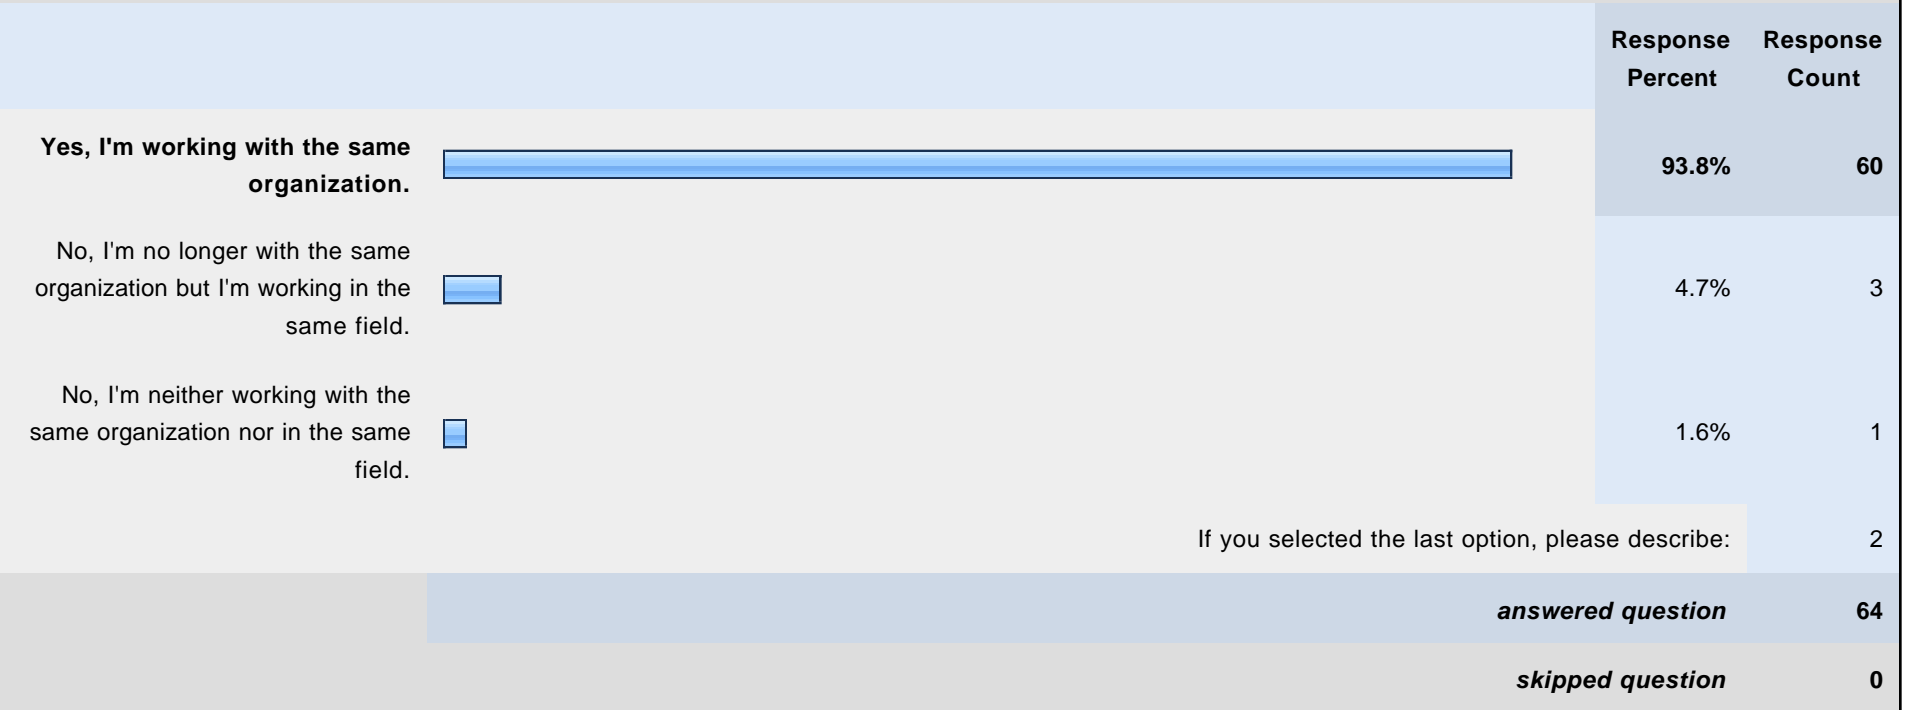 Response Response
Percent Count
Yes, I'm working with the same
organization.
93.8% 60
No, I'm no longer with the same
organization but I'm working in the
same field.
4.7% 3
No, I'm neither working with the
same organization nor in the same
field.
1.6% 1
If you selected the last option, please describe: 2
answered question 64
skipped question 0